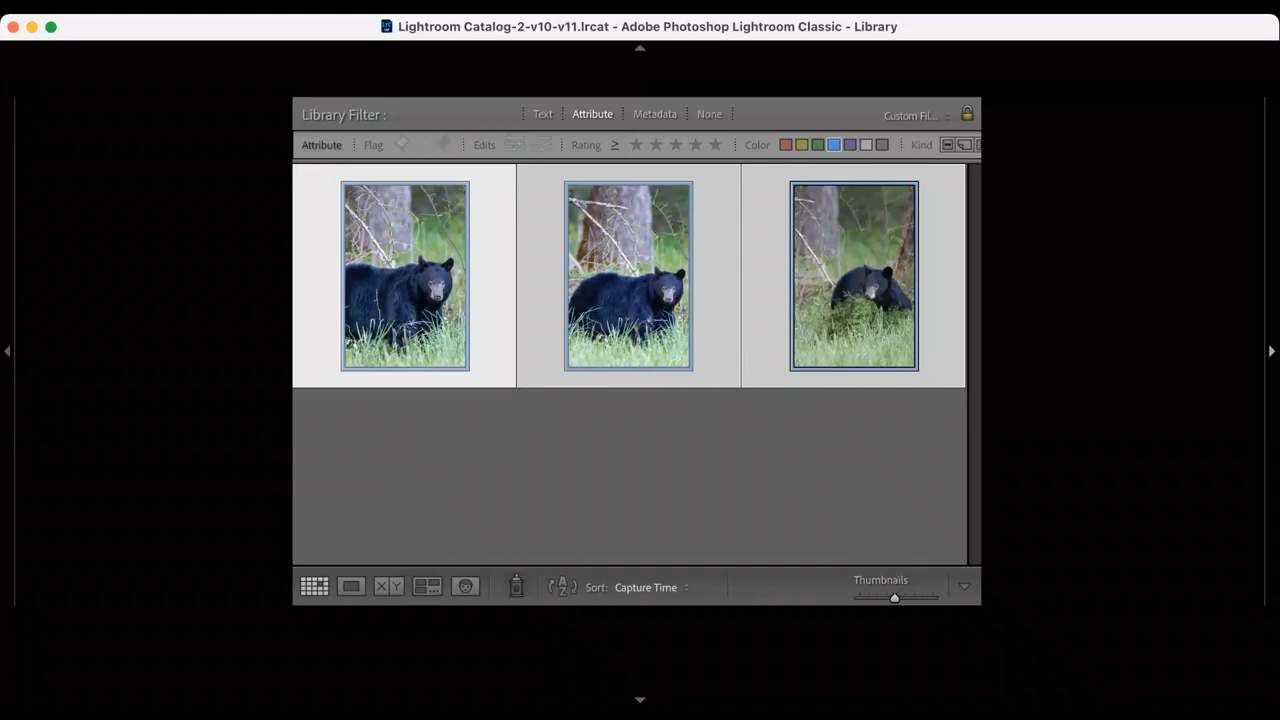 Lightroom Catalog-2-v10-v11.lrcat - Adobe Photoshop Lightroom Classic - Library
Library Filter : Text Attribute Metadata None Custom Fil...
Attribute Flag Edits Rating ≥ Color Kind
X Y Sort: Capture Time Thumbnails